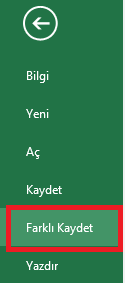 Bilgi
Yeni
Aç
Kaydet
Farklı Kaydet
Yazdır